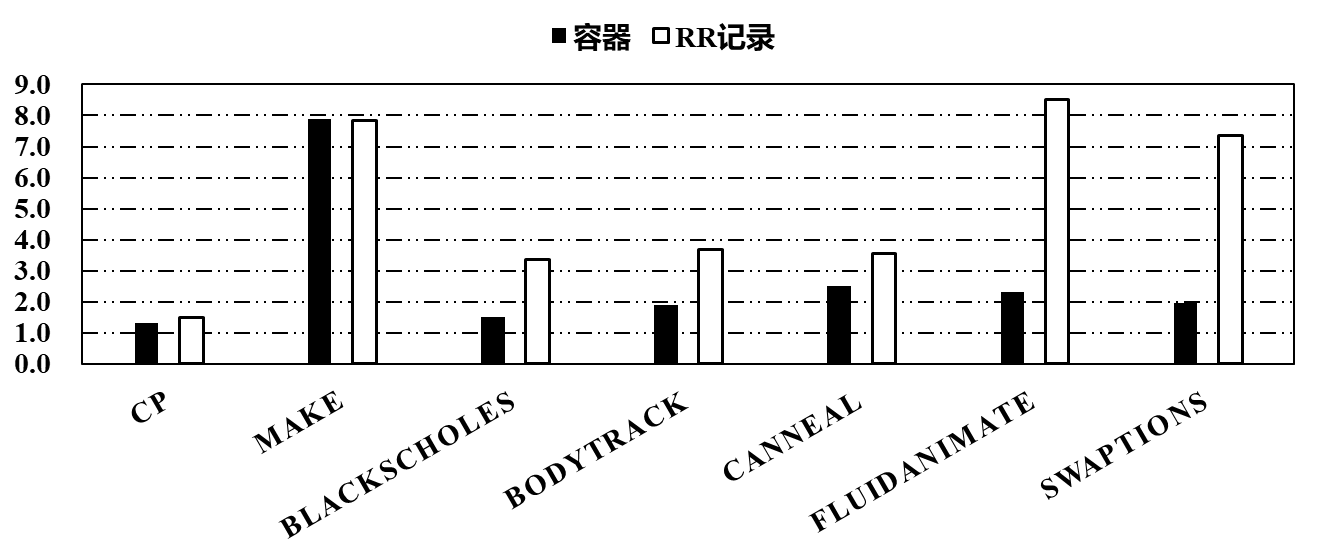 容器 RR记录
9.0
8.0
7.0
6.0
5.0
4.0
3.0
2.0
1.0
0.0
CP
MAKE
BLACKSCHOLES
BODYTRACK
CANNEAL
FLUIDANIMATE
SWAPTIONS